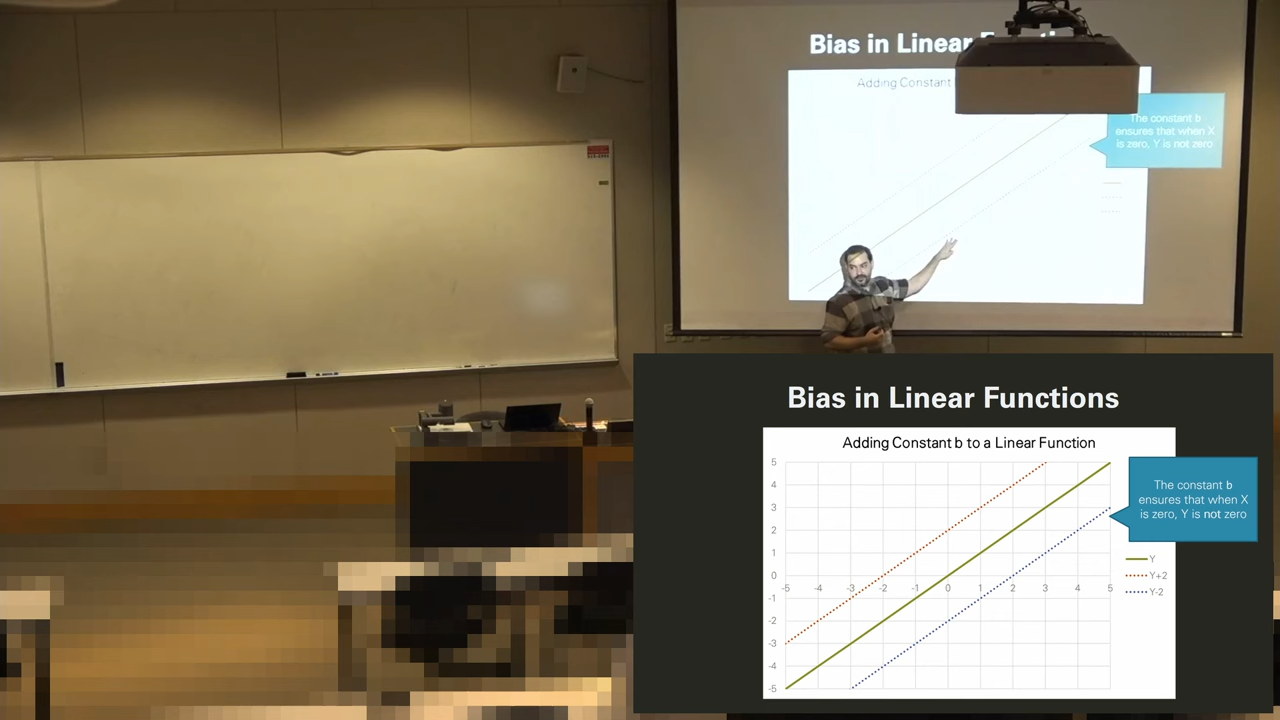 Bias in Linear
Adding Constant
The constant b
ensures that when X
is zero, Y is not zero
Bias in Linear Functions
Adding Constant b to a Linear Function
5
4
3
2
1
0
-1
-2
-3
-4
-5
-5 -4 -3 -2 -1 0 1 2 3 4 5
The constant b
ensures that when X
is zero, Y is not zero
Y
Y+2
Y-2